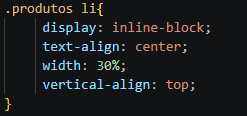 .produtos li{
display: inline-block;
text-align: center;
width: 30%;
vertical-align: top;
}